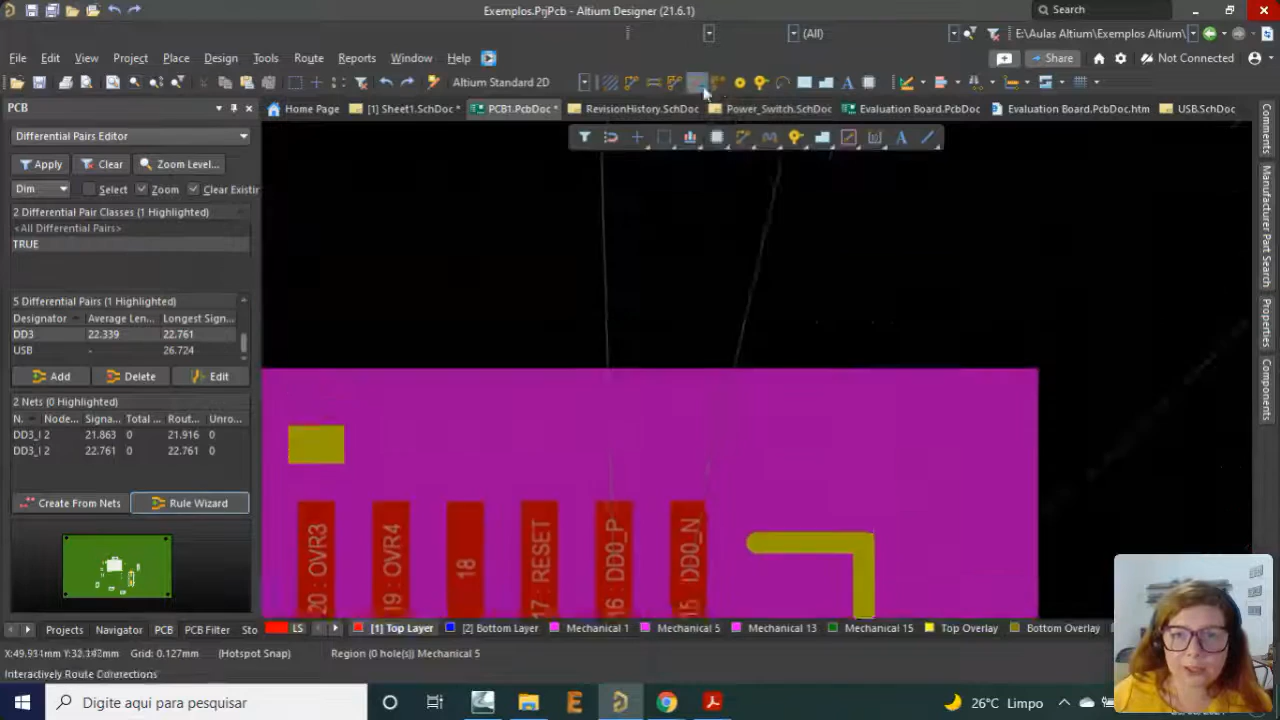 Exemplos.PrjPcb - Altium Designer (21.6.1)
Search
(All)
E:\Aulas Altium\Exemplos Altium\
File Edit View Project Place Design Tools Route Reports Window Help
Share
Not Connected
Altium Standard 2D
PCB
Home Page
[1] Sheet1.SchDoc *
PCB1.PcbDoc *
RevisionHistory.SchDoc
Power_Switch.SchDoc
Evaluation Board.PcbDoc
Evaluation Board.PcbDoc.htm
USB.SchDoc
Differential Pairs Editor
Apply Clear Zoom Level...
Dim Select Zoom Clear Existir
2 Differential Pair Classes (1 Highlighted)
<All Differential Pairs>
TRUE
5 Differential Pairs (1 Highlighted)
Designator Average Len... Longest Sign...
DD3 22.339 22.761
USB - 26.724
Add Delete Edit
2 Nets (0 Highlighted)
N. Node... Signa... Total ... Rout... Unro...
DD3_I 2 21.863 0 21.916 0
DD3_I 2 22.761 0 22.761 0
Create From Nets Rule Wizard
20 : OVR3
19 : OVR4
18
17 : RESET
16 : DD0_P
15 : DD0_N
Comments
Manufacturer Part Search
Properties
Components
Projects Navigator PCB PCB Filter Sto
LS [1] Top Layer [2] Bottom Layer Mechanical 1 Mechanical 5 Mechanical 13 Mechanical 15 Top Overlay Bottom Overlay
Grid: 0.127mm (Hotspot Snap) Region (0 hole(s)) Mechanical 5
Interactively Route Connections
Digite aqui para pesquisar
26°C Limpo